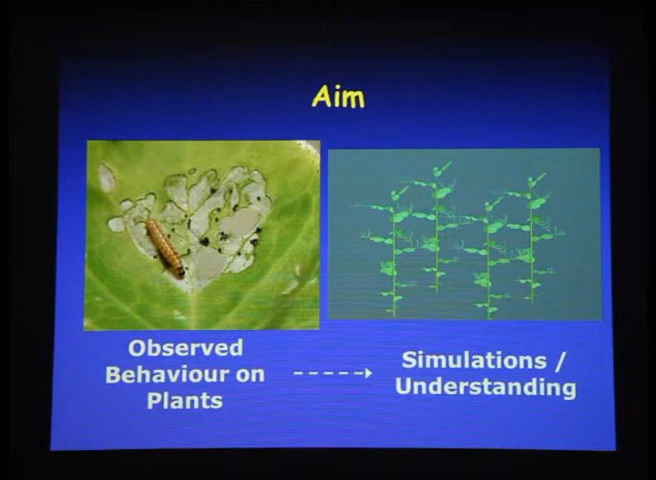 Aim
Observed
Behaviour on
Plants
Simulations /
Understanding